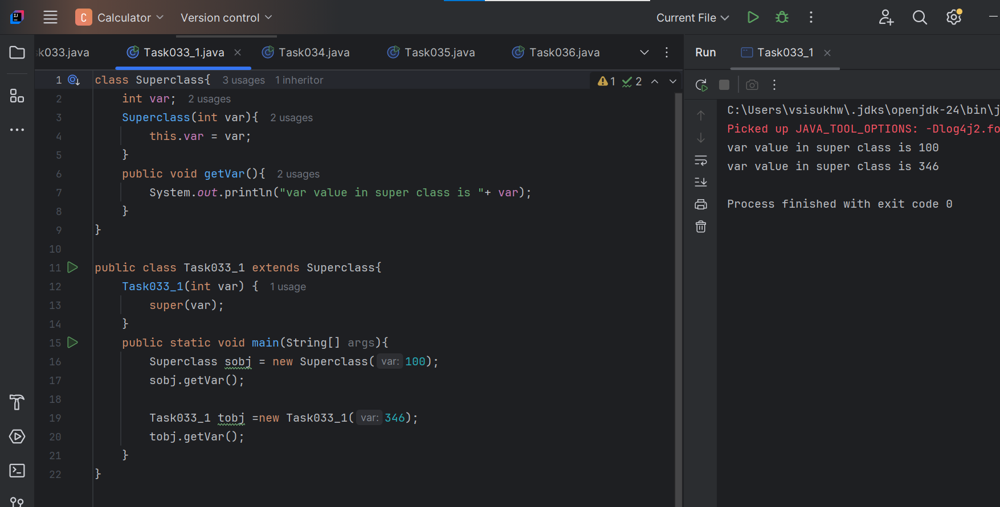 C Calculator Version control Current File
sk033.java Task033_1.java Task034.java Task035.java Task036.java
1 class Superclass{ 3 usages 1 inheritor 1 2
2 int var; 2 usages
3 Superclass(int var){ 2 usages
4 this.var = var;
5 }
6 public void getVar(){ 2 usages
7 System.out.println("var value in super class is "+ var);
8 }
9 }
10
11 public class Task033_1 extends Superclass{
12 Task033_1(int var) { 1 usage
13 super(var);
14 }
15 public static void main(String[] args){
16 Superclass sobj = new Superclass( var: 100);
17 sobj.getVar();
18
19 Task033_1 tobj =new Task033_1( var: 346);
20 tobj.getVar();
21 }
22 }
Run Task033_1
C:\Users\vsisukhw\.jdks\openjdk-24\bin\j
Picked up JAVA_TOOL_OPTIONS: -Dlog4j2.fo
var value in super class is 100
var value in super class is 346
Process finished with exit code 0